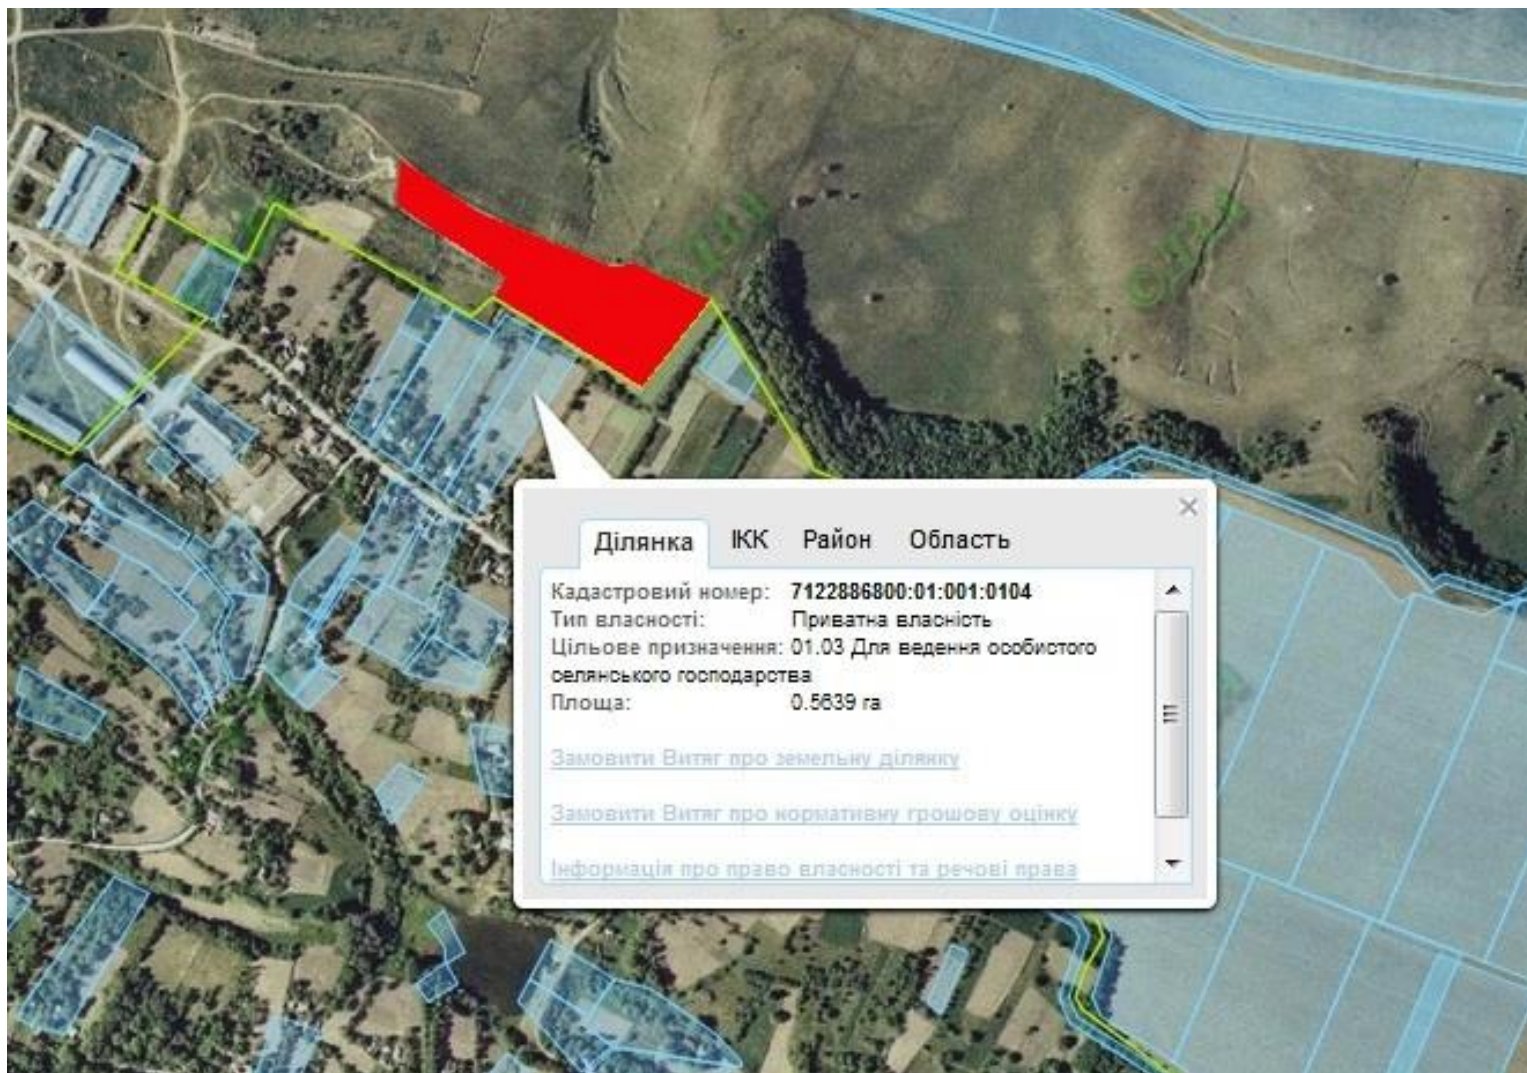 ©ЦЗК
Ділянка ІКК Район Область
Кадастровий номер: 7122886800:01:001:0104
Тип власності: Приватна власність
Цільове призначення: 01.03 Для ведення особистого
селянського господарства
Площа: 0.5639 га
Замовити Витяг про земельну ділянку
Замовити Витяг про нормативну грошову оцінку
Інформація про право власності та речові права